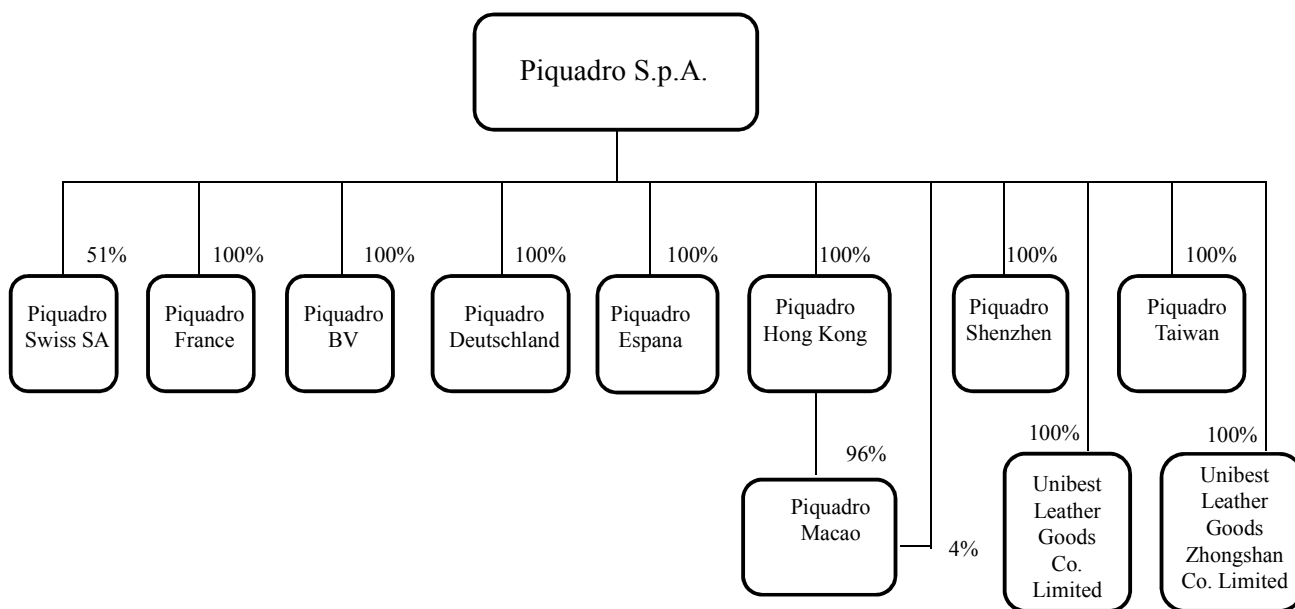 Piquadro S.p.A.
51%
100%
100%
100%
100%
100%
100%
100%
Piquadro
Swiss SA
Piquadro
France
Piquadro
BV
Piquadro
Deutschland
Piquadro
Espana
Piquadro
Hong Kong
Piquadro
Shenzhen
Piquadro
Taiwan
96%
100%
100%
Piquadro
Macao
4%
Unibest
Leather
Goods
Co.
Limited
Unibest
Leather
Goods
Zhongshan
Co. Limited